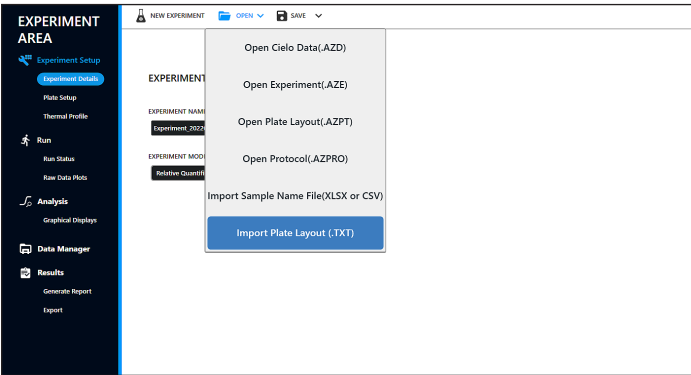 EXPERIMENT
AREA
Experiment Setup
Experiment Details
Plate Setup
Thermal Profile
Run
Run Status
Raw Data Plots
Analysis
Graphical Displays
Data Manager
Results
Generate Report
Export
NEW EXPERIMENT OPEN SAVE
Open Cielo Data(.AZD)
Open Experiment(.AZE)
Open Plate Layout(.AZPT)
Open Protocol(.AZPRO)
Import Sample Name File(XLSX or CSV)
Import Plate Layout (.TXT)
EXPERIMENT
EXPERIMENT NAM
Experiment_2022
EXPERIMENT MOD
Relative Quantifi